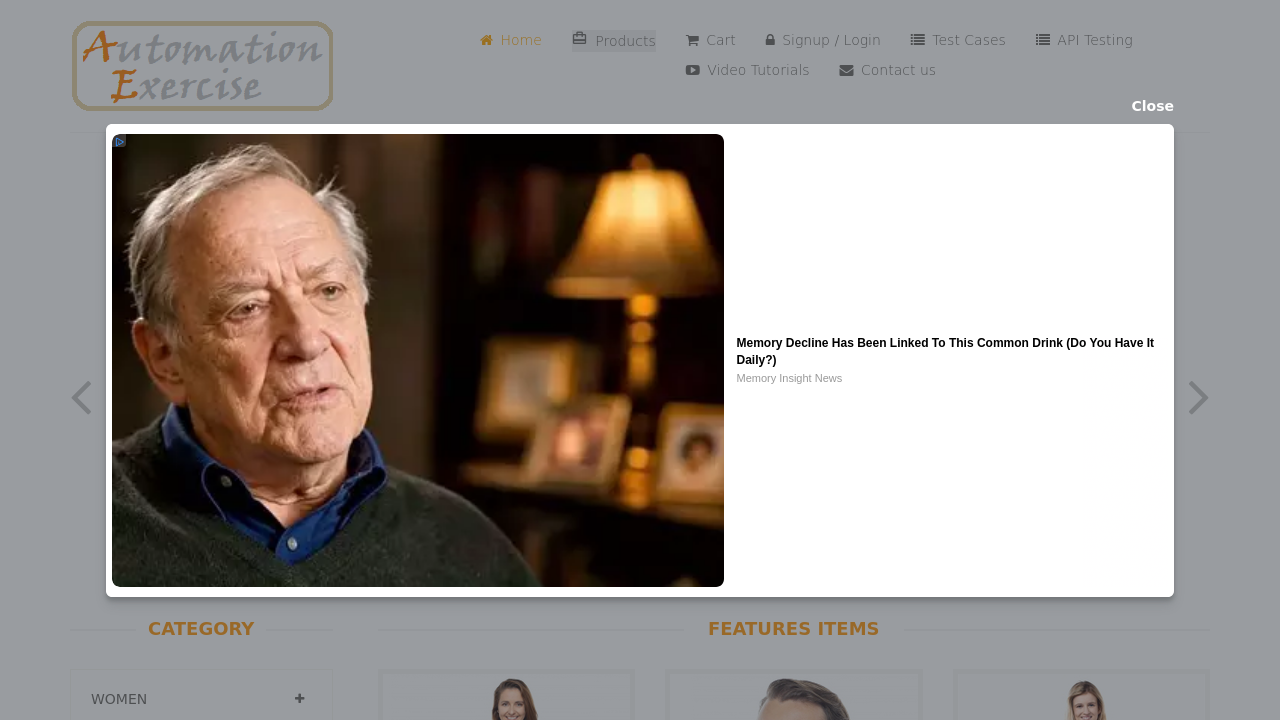 Automation
Exercise
Home
Products
Cart
Signup / Login
Test Cases
API Testing
Video Tutorials
Contact us
Close
Memory Decline Has Been Linked To This Common Drink (Do You Have It
Daily?)
Memory Insight News
CATEGORY
FEATURES ITEMS
WOMEN